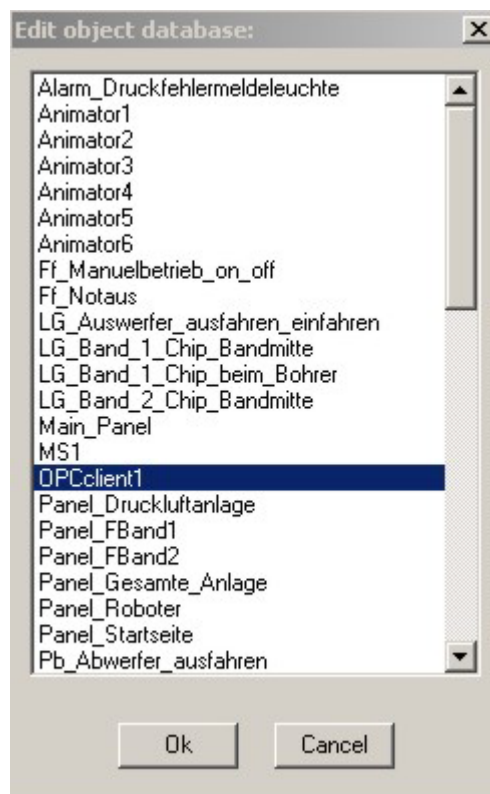 Edit object database:
Alarm_Druckfehlermeldeleuchte
Animator1
Animator2
Animator3
Animator4
Animator5
Animator6
Ff_Manuelbetrieb_on_off
Ff_Notaus
LG_Auswerfer_ausfahren_einfahren
LG_Band_1_Chip_Bandmitte
LG_Band_1_Chip_beim_Bohrer
LG_Band_2_Chip_Bandmitte
Main_Panel
MS1
OPCclient1
Panel_Druckluftanlage
Panel_FBand1
Panel_FBand2
Panel_Gesamte_Anlage
Panel_Roboter
Panel_Startseite
Pb_Abwerfer_ausfahren
Ok Cancel